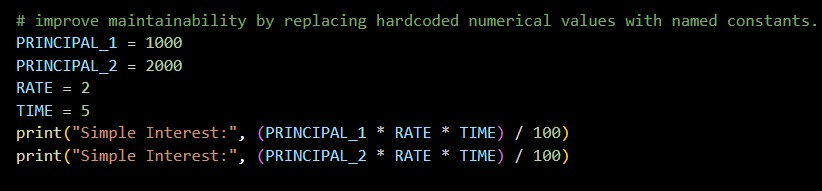 # improve maintainability by replacing hardcoded numerical values with named constants.
PRINCIPAL_1 = 1000
PRINCIPAL_2 = 2000
RATE = 2
TIME = 5
print("Simple Interest:", (PRINCIPAL_1 * RATE * TIME) / 100)
print("Simple Interest:", (PRINCIPAL_2 * RATE * TIME) / 100)